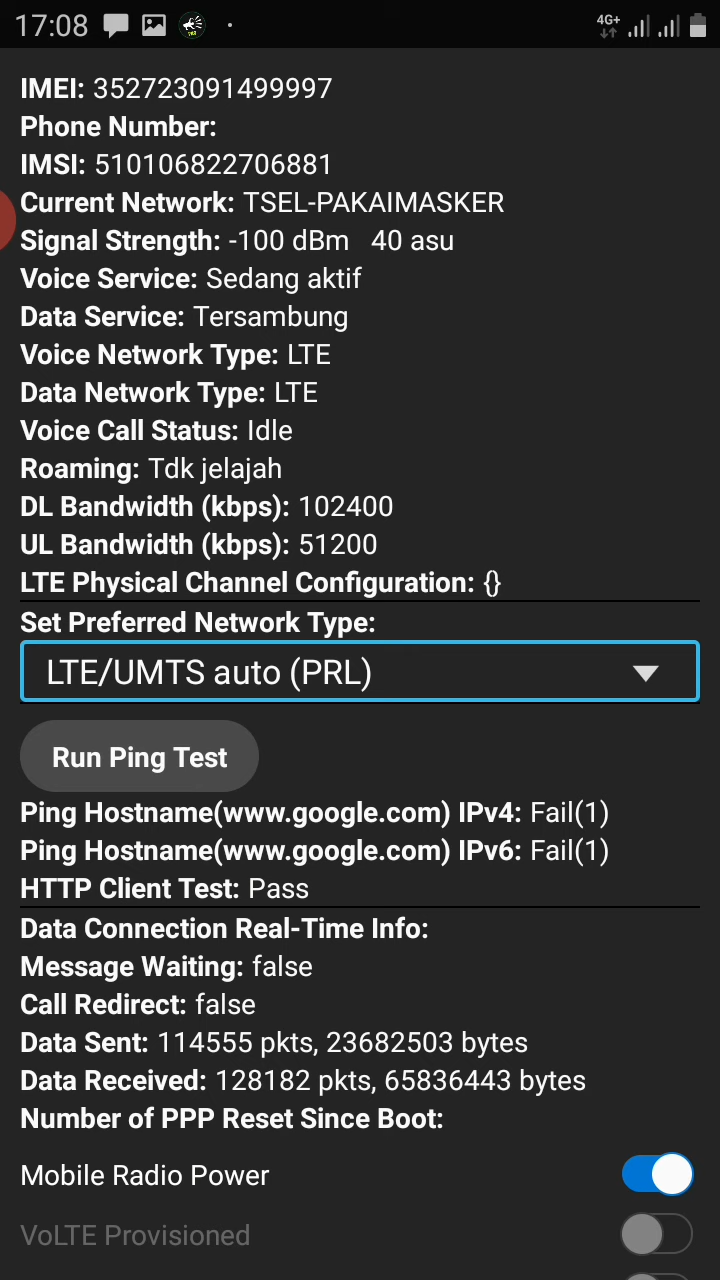 17:08 4G+
IMEI: 352723091499997
Phone Number:
IMSI: 510106822706881
Current Network: TSEL-PAKAIMASKER
Signal Strength: -100 dBm 40 asu
Voice Service: Sedang aktif
Data Service: Tersambung
Voice Network Type: LTE
Data Network Type: LTE
Voice Call Status: Idle
Roaming: Tdk jelajah
DL Bandwidth (kbps): 102400
UL Bandwidth (kbps): 51200
LTE Physical Channel Configuration: {}
Set Preferred Network Type:
LTE/UMTS auto (PRL)
Run Ping Test
Ping Hostname(www.google.com) IPv4: Fail(1)
Ping Hostname(www.google.com) IPv6: Fail(1)
HTTP Client Test: Pass
Data Connection Real-Time Info:
Message Waiting: false
Call Redirect: false
Data Sent: 114555 pkts, 23682503 bytes
Data Received: 128182 pkts, 65836443 bytes
Number of PPP Reset Since Boot:
Mobile Radio Power
VoLTE Provisioned